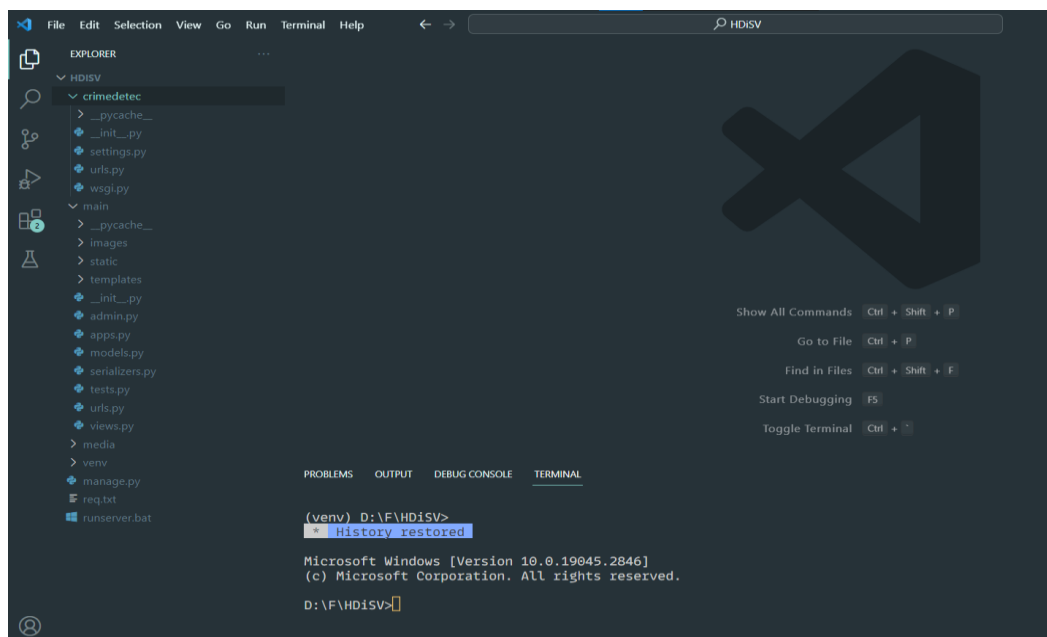 File Edit Selection View Go Run Terminal Help
HDiSV
EXPLORER
HDISV
crimedetec
__pycache__
__init__.py
settings.py
urls.py
wsgi.py
main
__pycache__
images
static
templates
__init__.py
admin.py
apps.py
models.py
serializers.py
tests.py
urls.py
views.py
media
venv
manage.py
req.txt
runserver.bat
2
Show All Commands Ctrl + Shift + P
Go to File Ctrl + P
Find in Files Ctrl + Shift + F
Start Debugging F5
Toggle Terminal Ctrl + `
PROBLEMS OUTPUT DEBUG CONSOLE TERMINAL
(venv) D:\F\HDiSV>
* History restored
Microsoft Windows [Version 10.0.19045.2846]
(c) Microsoft Corporation. All rights reserved.
D:\F\HDiSV>